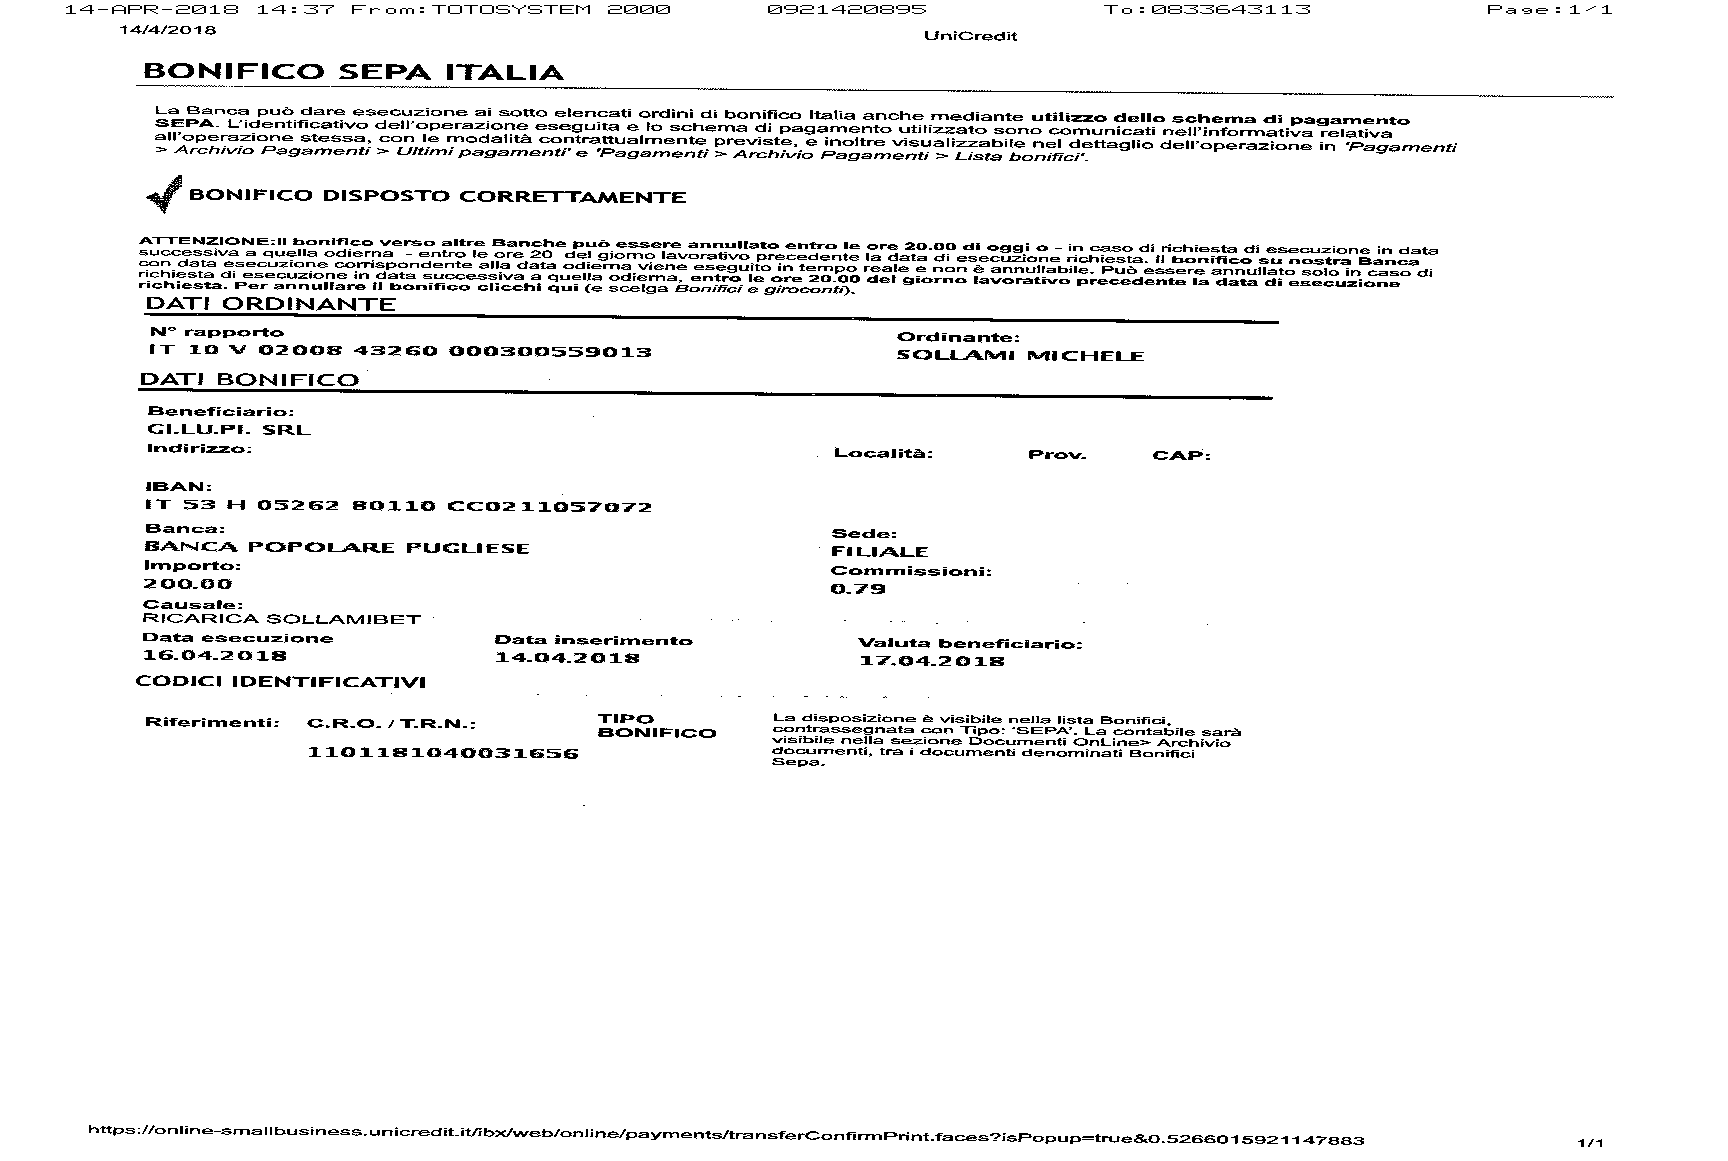 14-APR-2018 14:37 From:TOTOSYSTEM 2000 0921420895 To:0833643113 Page:1/1
14/4/2018 UniCredit
BONIFICO SEPA ITALIA
La Banca può dare esecuzione ai sotto elencati ordini di bonifico Italia anche mediante utilizzo dello schema di pagamento
SEPA. L'identificativo dell'operazione eseguita e lo schema di pagamento utilizzato sono comunicati nell'informativa relativa
all'operazione stessa, con le modalità contrattualmente previste, e inoltre visualizzabile nel dettaglio dell'operazione in 'Pagamenti
> Archivio Pagamenti > Ultimi pagamenti' e 'Pagamenti > Archivio Pagamenti > Lista bonifici'.
BONIFICO DISPOSTO CORRETTAMENTE
ATTENZIONE:Il bonifico verso altre Banche può essere annullato entro le ore 20.00 di oggi o - in caso di richiesta di esecuzione in data
successiva a quella odierna - entro le ore 20 del giorno lavorativo precedente la data di esecuzione richiesta. Il bonifico su nostra Banca
con data esecuzione corrispondente alla data odierna viene eseguito in tempo reale e non è annullabile. Può essere annullato solo in caso di
richiesta di esecuzione in data successiva a quella odierna, entro le ore 20.00 del giorno lavorativo precedente la data di esecuzione
richiesta. Per annullare il bonifico clicchi qui (e scelga Bonifici e giroconti).
DATI ORDINANTE
N° rapporto Ordinante:
IT 10 V 02008 43260 000300559013 SOLLAMI MICHELE
DATI BONIFICO
Beneficiario:
GI.LU.PI. SRL
Indirizzo: Località: Prov. CAP:
IBAN:
IT 53 H 05262 80110 CC0211057072
Banca: Sede:
BANCA POPOLARE PUGLIESE FILIALE
Importo: Commissioni:
200.00 0.79
Causale:
RICARICA SOLLAMIBET
Data esecuzione Data inserimento Valuta beneficiario:
16.04.2018 14.04.2018 17.04.2018
CODICI IDENTIFICATIVI
Riferimenti: C.R.O. / T.R.N.: TIPO BONIFICO
1101181040031656
La disposizione è visibile nella lista Bonifici,
contrassegnata con Tipo: 'SEPA'. La contabile sarà
visibile nella sezione Documenti OnLine> Archivio
documenti, tra i documenti denominati Bonifici
Sepa.
https://online-smallbusiness.unicredit.it/ibx/web/online/payments/transferConfirmPrint.faces?isPopup=true&0.5266015921147883 1/1